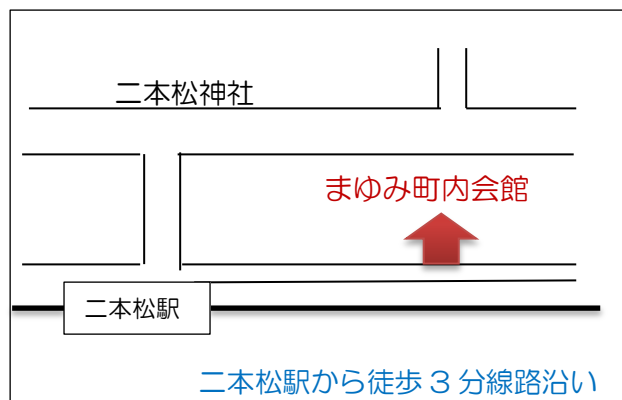 二本松神社
まゆみ町内会館
二本松駅
二本松駅から徒歩３分線路沿い